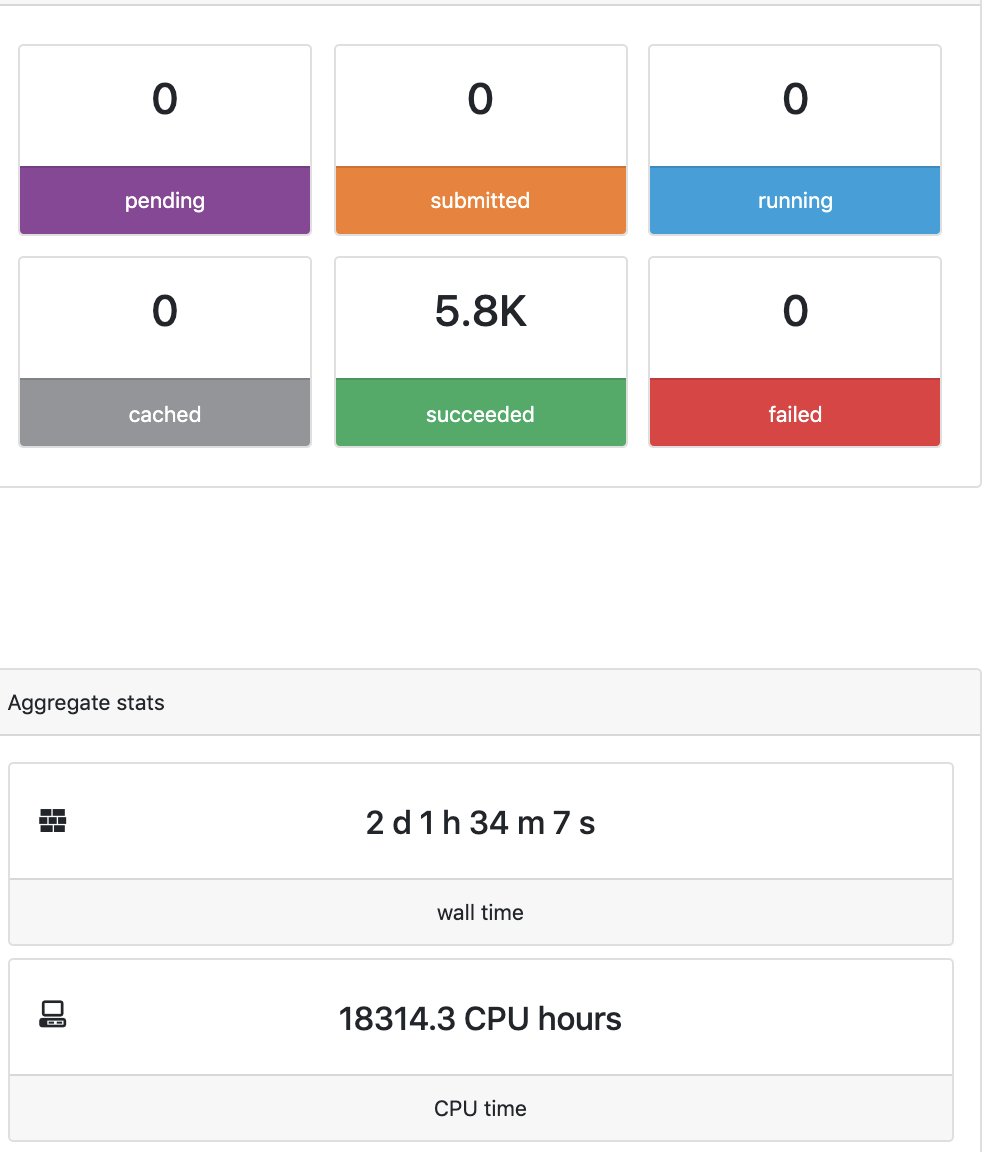 0
0
0
pending
submitted
running
0
5.8K
0
cached
succeeded
failed
Aggregate stats
2 d 1 h 34 m 7 s
wall time
18314.3 CPU hours
CPU time